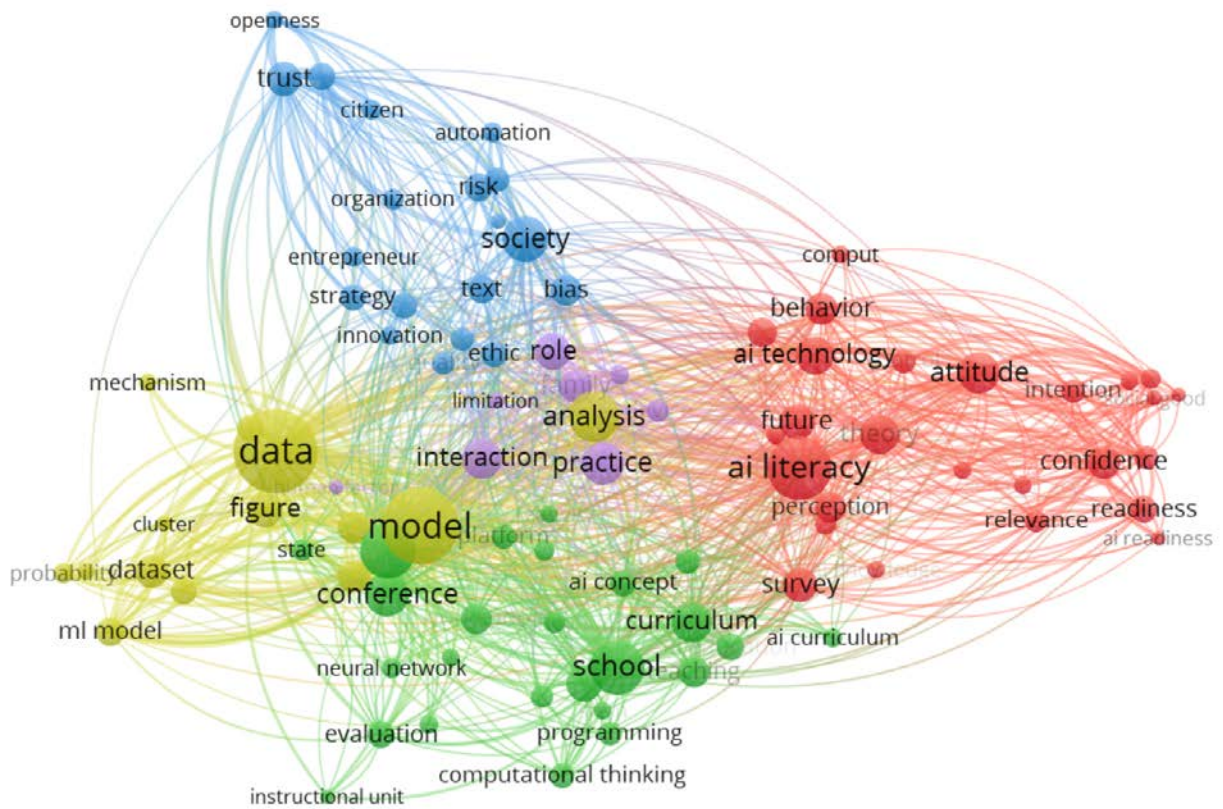 openness
trust
citizen
automation
risk
organization
society
comput
entrepreneur
text
bias
strategy
behavior
innovation
ethic
role
ai technology
attitude
mechanism
family
intention
limitation
analysis
future
theory
data
interaction
practice
ai literacy
confidence
figure
perception
cluster
model
readiness
relevance
state
platform
ai readiness
probability
dataset
ai concept
survey
conference
curriculum
ml model
ai curriculum
neural network
school
teaching
evaluation
programming
computational thinking
instructional unit